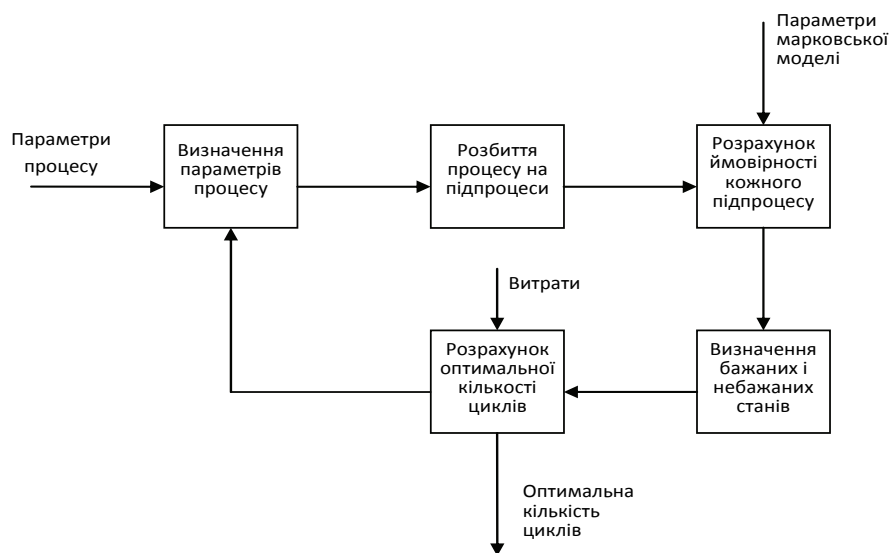 Параметри
марковської
моделі
Параметри
процесу
Визначення
параметрів
процесу
Розбиття
процесу на
підпроцеси
Розрахунок
ймовірності
кожного
підпроцесу
Витрати
Розрахунок
оптимальної
кількості
циклів
Визначення
бажаних і
небажаних
станів
Оптимальна
кількість
циклів